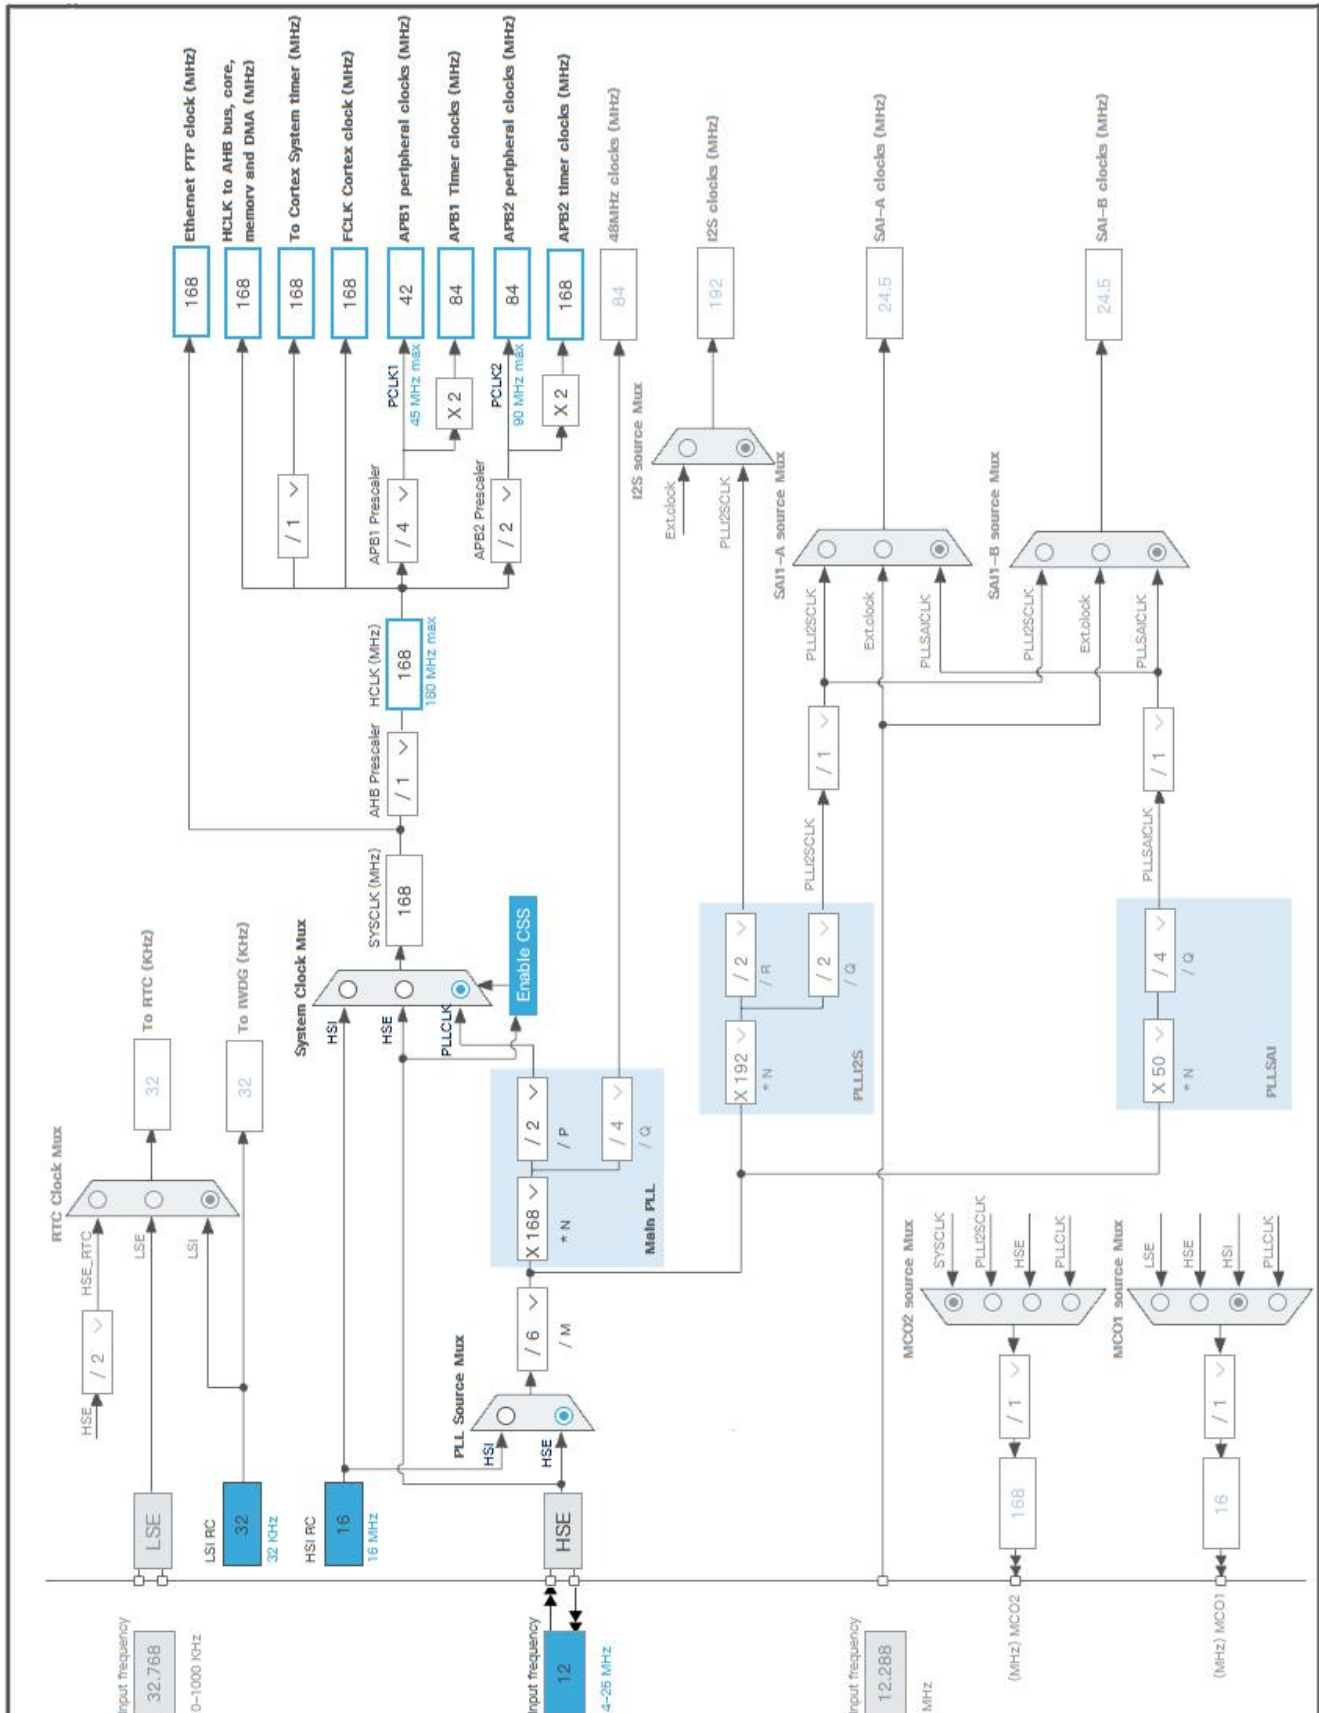 Input frequency
32.768
0-1000 KHz
LSE
HSE
/ 2
HSE_RTC
LSE
LSI
RTC Clock Mux
32
To RTC (KHz)
LSI RC
32
32 KHz
32
To IWDG (KHz)
HSI RC
16
16 MHz
Input frequency
12
4-26 MHz
HSE
PLL Source Mux
HSI
HSE
/ 6
/ M
X 168
* N
/ 2
/ P
/ 4
/ Q
Main PLL
System Clock Mux
HSI
HSE
PLLCLK
Enable CSS
SYSCLK (MHz)
168
AHB Prescaler
/ 1
HCLK (MHz)
168
180 MHz max
/ 1
APB1 Prescaler
/ 4
PCLK1
45 MHz max
X 2
APB2 Prescaler
/ 2
PCLK2
90 MHz max
X 2
168
Ethernet PTP clock (MHz)
168
HCLK to AHB bus, core,
memory and DMA (MHz)
168
To Cortex System timer (MHz)
168
FCLK Cortex clock (MHz)
42
APB1 peripheral clocks (MHz)
84
APB1 Timer clocks (MHz)
84
APB2 peripheral clocks (MHz)
168
APB2 timer clocks (MHz)
84
48MHz clocks (MHz)
X 192
* N
/ 2
/ R
/ 2
/ Q
PLLI2S
I2S source Mux
Ext.clock
PLLI2SCLK
192
I2S clocks (MHz)
PLLI2SCLK
/ 1
SAI1-A source Mux
PLLI2SCLK
Ext.clock
PLLSAICLK
24.5
SAI-A clocks (MHz)
X 50
* N
/ 4
/ Q
PLLSAI
PLLSAICLK
/ 1
SAI1-B source Mux
PLLI2SCLK
Ext.clock
PLLSAICLK
24.5
SAI-B clocks (MHz)
Input frequency
12.288
MHz
MCO2 source Mux
SYSCLK
PLLI2SCLK
HSE
PLLCLK
/ 1
168
(MHz) MCO2
MCO1 source Mux
LSE
HSE
HSI
PLLCLK
/ 1
16
(MHz) MCO1